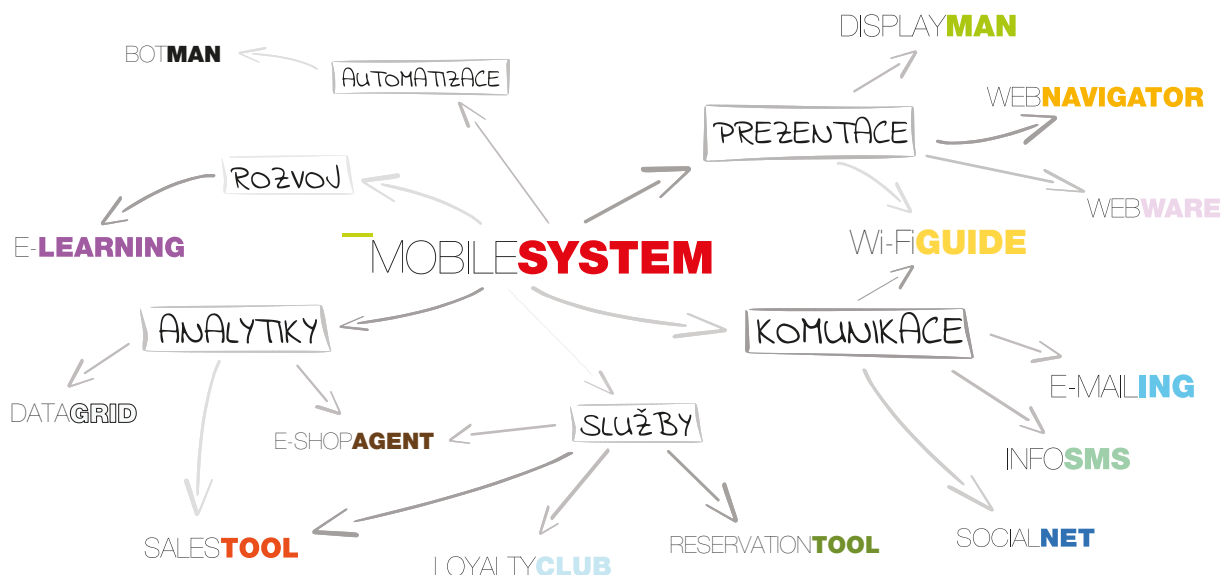 DISPLAYMAN
BOTMAN
AUTOMATIZACE
WEBNAVIGATOR
PREZENTACE
ROZVOJ
WEBWARE
E-LEARNING
MOBILESYSTEM
Wi-FiGUIDE
ANALYTIKY
KOMUNIKACE
E-MAILING
DATAGRID
SLUŽBY
E-SHOPAGENT
INFOSMS
SALESTOOL
LOYALTYCLUB
RESERVATIONTOOL
SOCIALNET